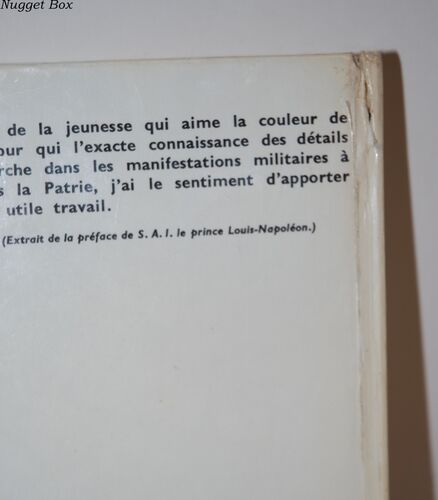 Nugget Box
de la jeunesse qui aime la couleur de
our qui l'exacte connaissance des détails
rche dans les manifestations militaires à
s la Patrie, j'ai le sentiment d'apporter
utile travail.
(Extrait de la préface de S. A. I. le prince Louis-Napoléon.)